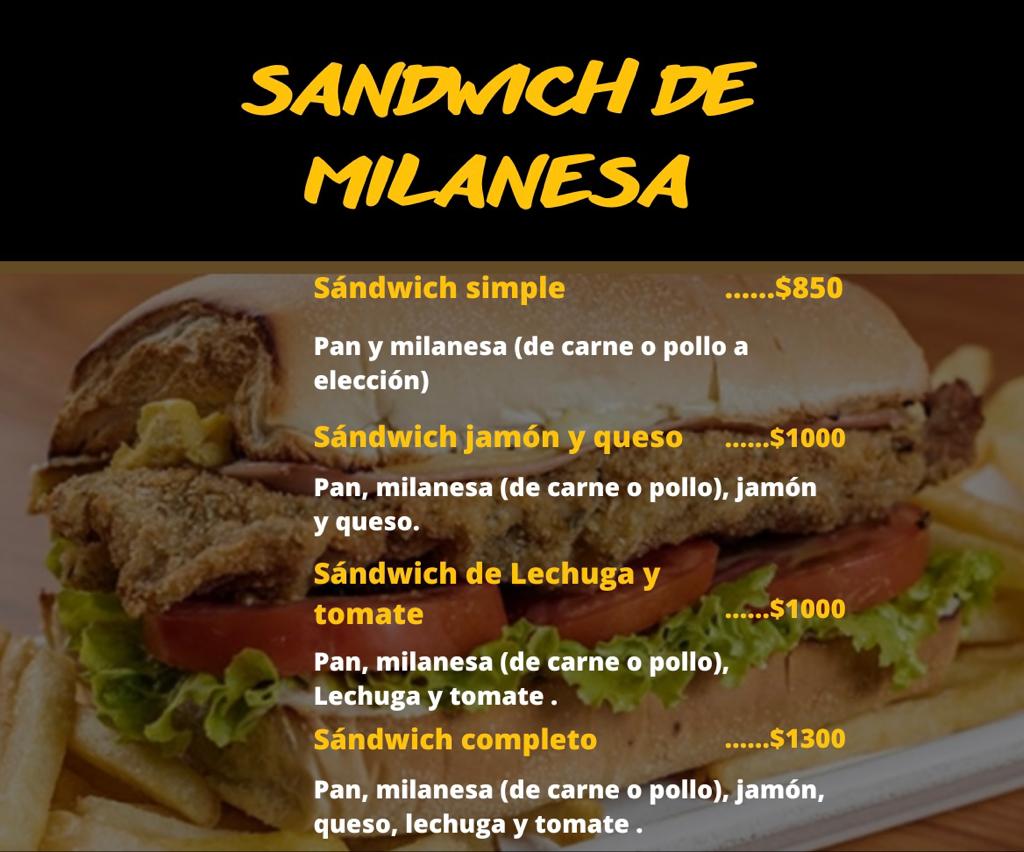 SANDWICH DE
MILANESA
Sándwich simple ......$850
Pan y milanesa (de carne o pollo a
elección)
Sándwich jamón y queso ......$1000
Pan, milanesa (de carne o pollo), jamón
y queso.
Sándwich de Lechuga y
tomate ......$1000
Pan, milanesa (de carne o pollo),
Lechuga y tomate .
Sándwich completo ......$1300
Pan, milanesa (de carne o pollo), jamón,
queso, lechuga y tomate .